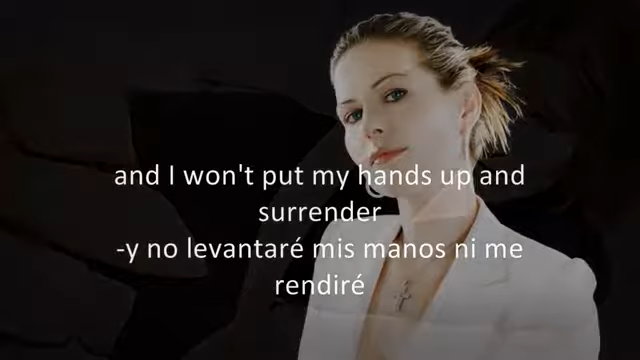 and I won't put my hands up and
surrender
-y no levantaré mis manos ni me
rendiré